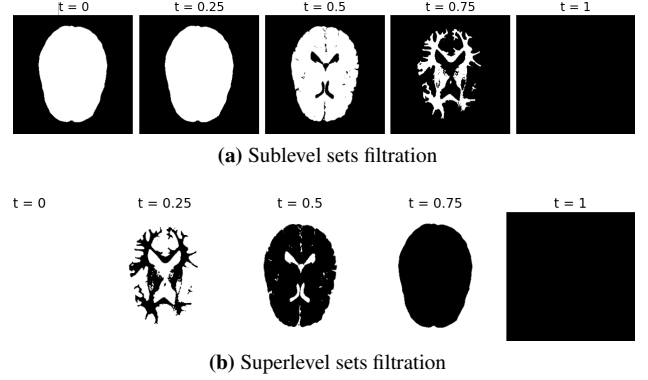 t = 0 t = 0.25 t = 0.5 t = 0.75 t = 1
(a) Sublevel sets filtration
t = 0 t = 0.25 t = 0.5 t = 0.75 t = 1
(b) Superlevel sets filtration